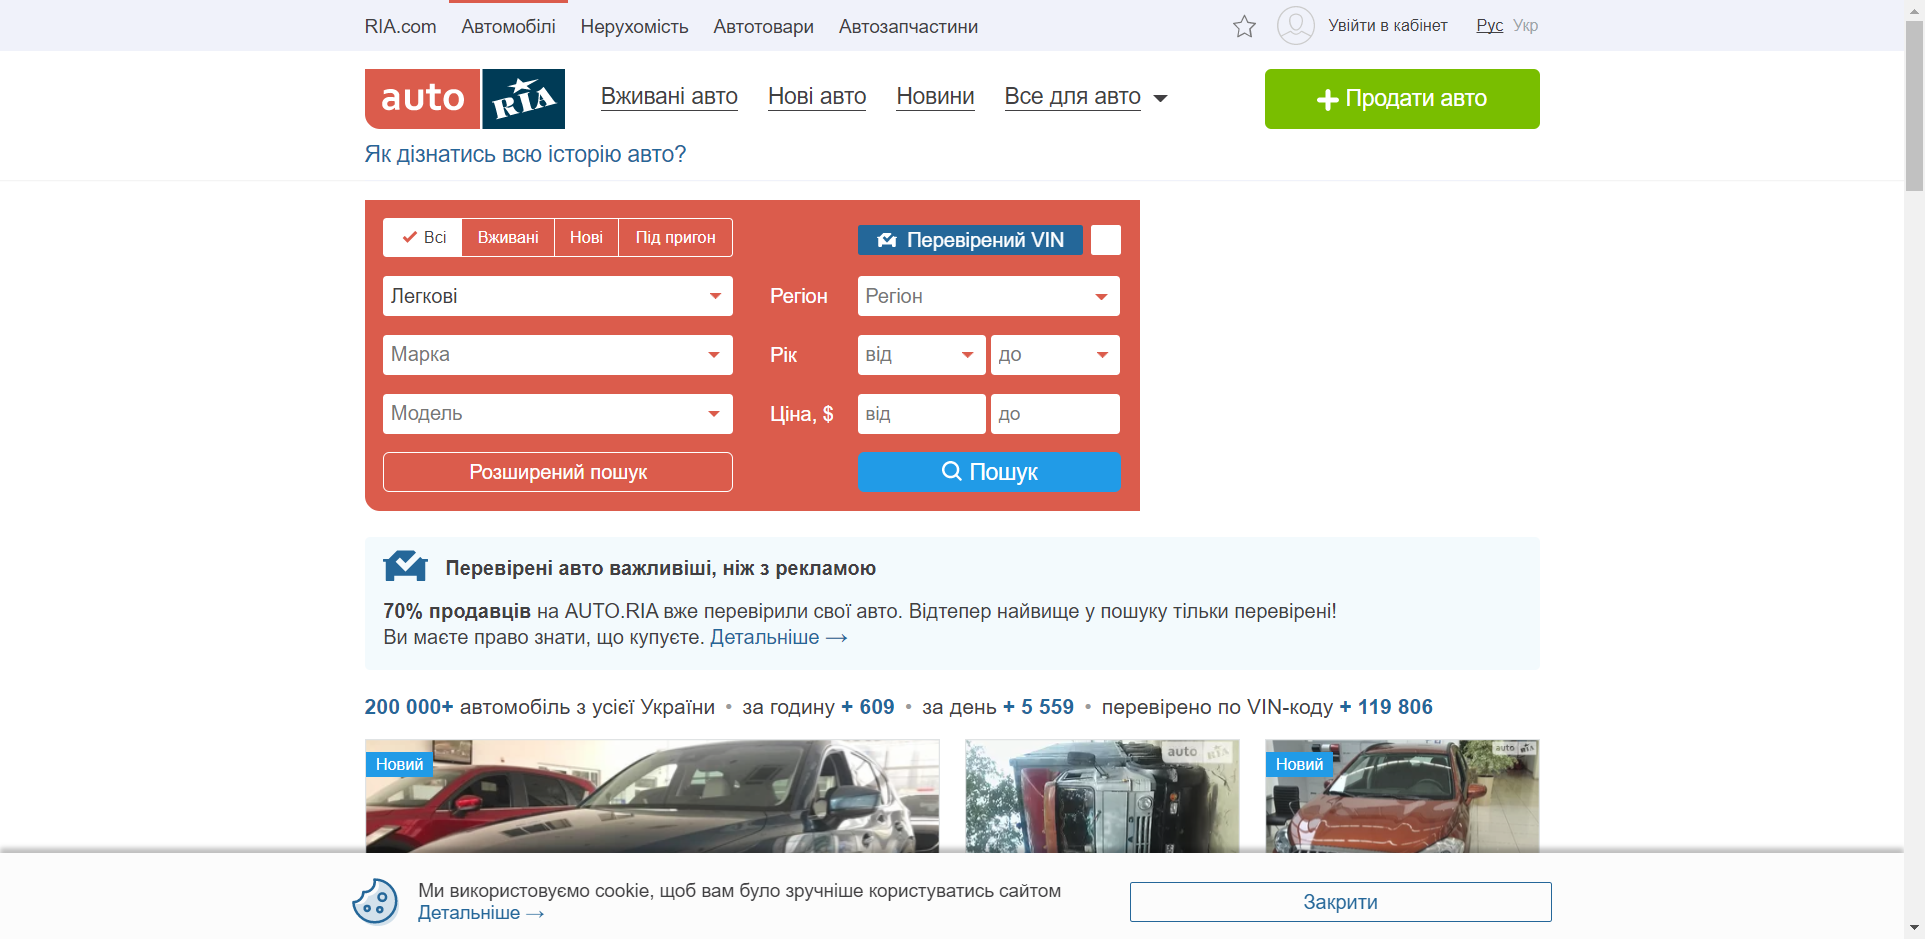 RIA.com Автомобілі Нерухомість Автотовари Автозапчастини Увійти в кабінет Рус Укр
auto RIA Вживані авто Нові авто Новини Все для авто Продати авто
Як дізнатись всю історію авто?
Всі Вживані Нові Під пригон Перевірений VIN
Легкові Регіон Регіон
Марка Рік від до
Модель Ціна, $ від до
Розширений пошук Пошук
Перевірені авто важливіші, ніж з рекламою
70% продавців на AUTO.RIA вже перевірили свої авто. Відтепер найвище у пошуку тільки перевірені!
Ви маєте право знати, що купуєте. Детальніше →
200 000+ автомобіль з усієї України • за годину + 609 • за день + 5 559 • перевірено по VIN-коду + 119 806
Новий auto RIA Новий auto RIA
Ми використовуємо cookie, щоб вам було зручніше користуватись сайтом
Детальніше →
Закрити